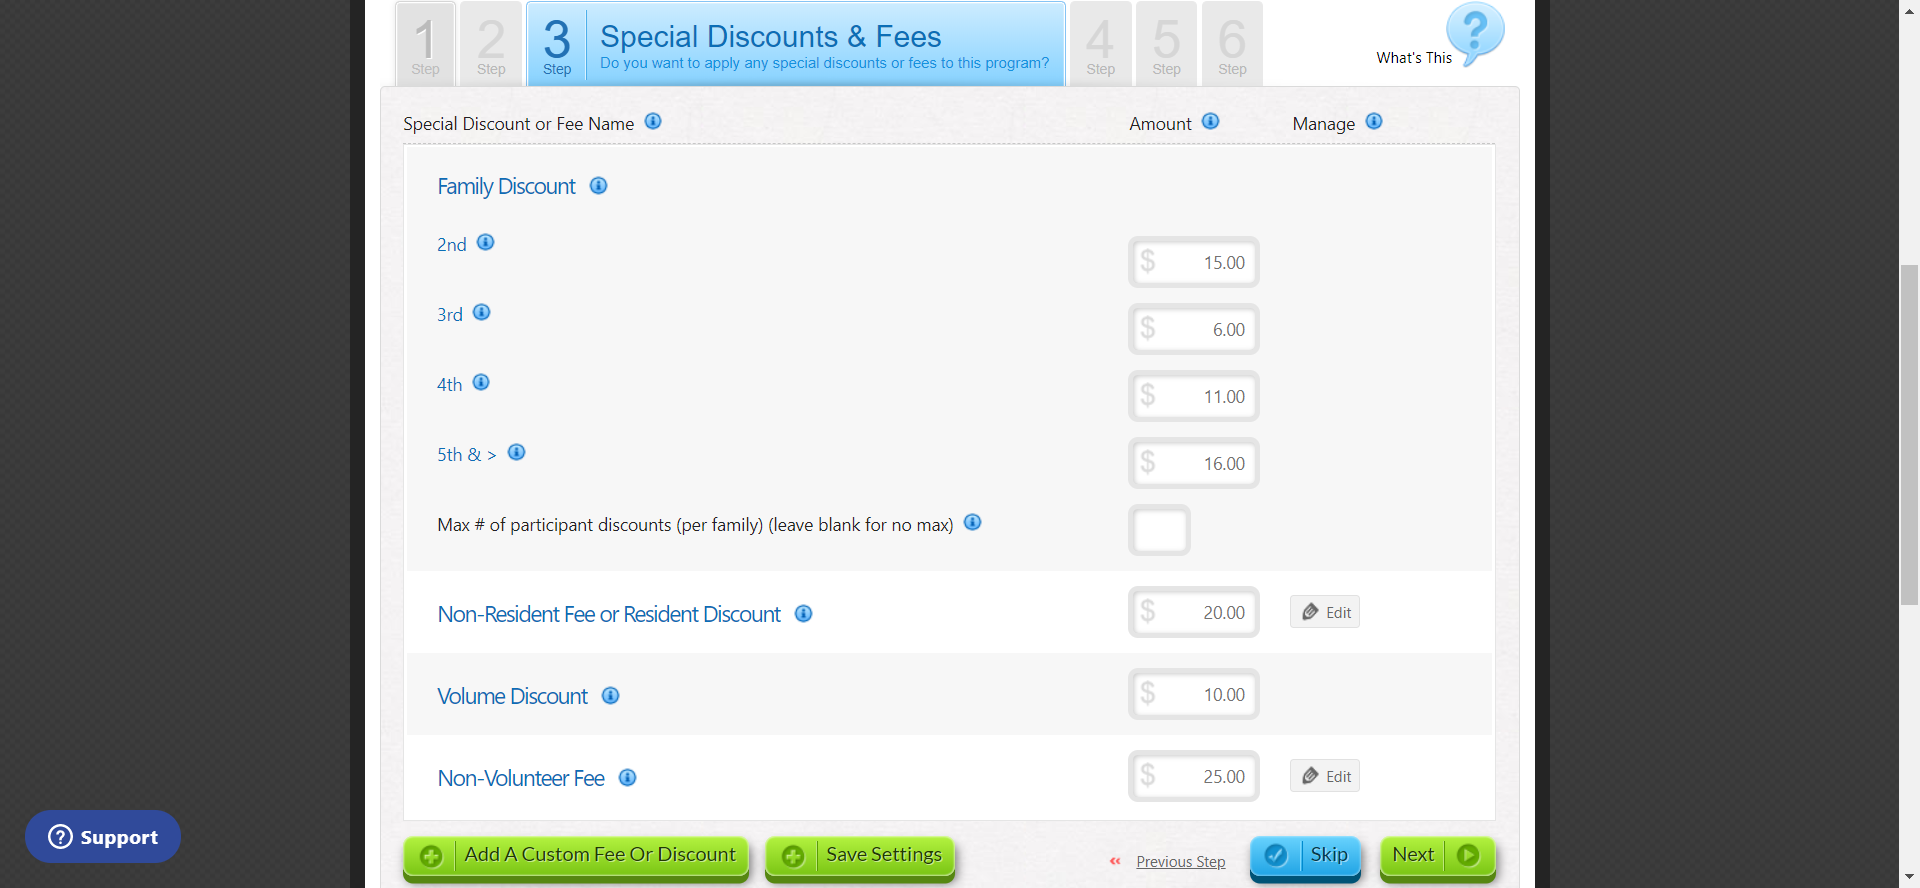 1 Step
2 Step
3 Step
Special Discounts & Fees
Do you want to apply any special discounts or fees to this program?
4 Step
5 Step
6 Step
What's This
?
Special Discount or Fee Name
Amount
Manage
Family Discount
2nd
$ 15.00
3rd
$ 6.00
4th
$ 11.00
5th & >
$ 16.00
Max # of participant discounts (per family) (leave blank for no max)
Non-Resident Fee or Resident Discount
$ 20.00
Edit
Volume Discount
$ 10.00
Non-Volunteer Fee
$ 25.00
Edit
? Support
Add A Custom Fee Or Discount
Save Settings
« Previous Step
Skip
Next